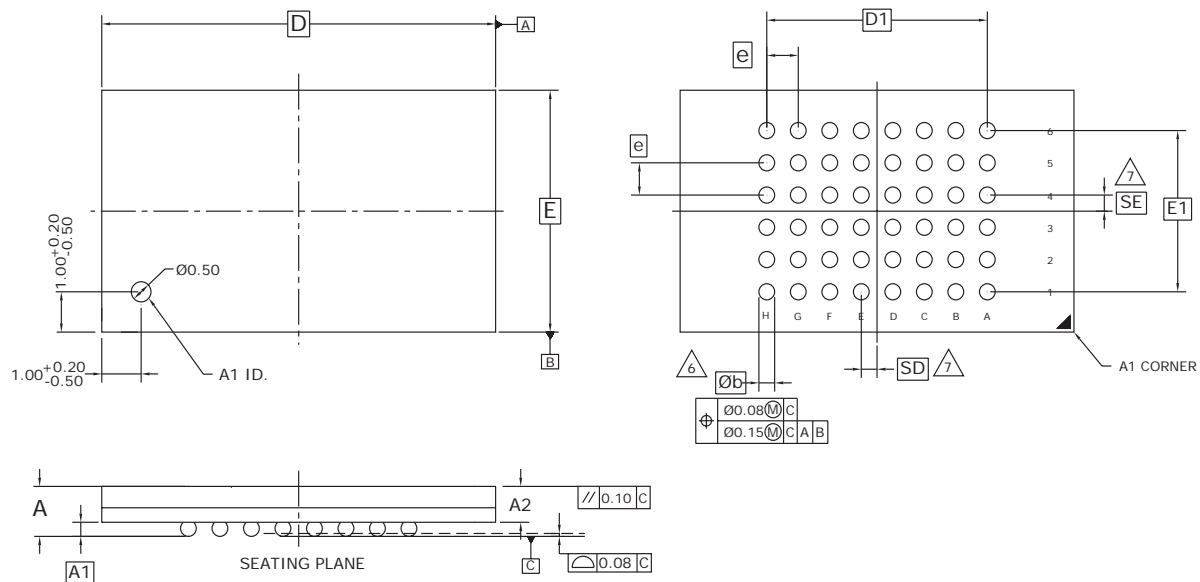 D
A
D1
e
e
6
5
4
3
2
1
7
SE
E1
E
1.00+0.20
-0.50
Ø0.50
A1 ID.
1.00+0.20
-0.50
B
H G F E D C B A
6
Øb
SD
7
A1 CORNER
Ø0.08Ⓜ C
Ø0.15Ⓜ C A B
A
A2
// 0.10 C
A1
SEATING PLANE
C
0.08 C